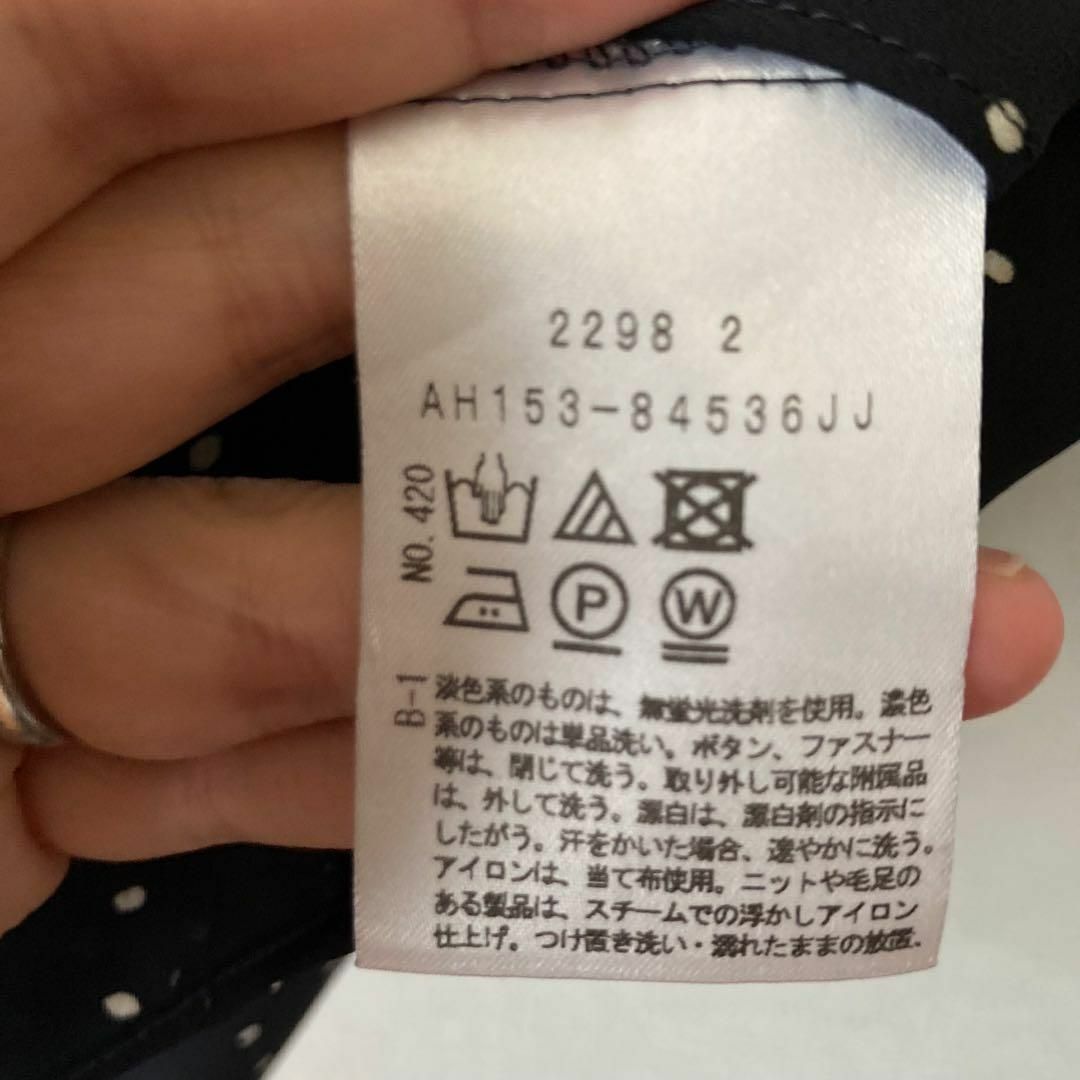 2298 2
AH153-84536JJ
NO. 420
P
W
B-1
淡色系のものは、無蛍光洗剤を使用。濃色
系のものは単品洗い。ボタン、ファスナー
等は、閉じて洗う。取り外し可能な附属品
は、外して洗う。漂白は、漂白剤の指示に
したがう。汗をかいた場合、速やかに洗う。
アイロンは、当て布使用。ニットや毛足の
ある製品は、スチームでの浮かしアイロン
仕上げ。つけ置き洗い・濡れたままの放置.